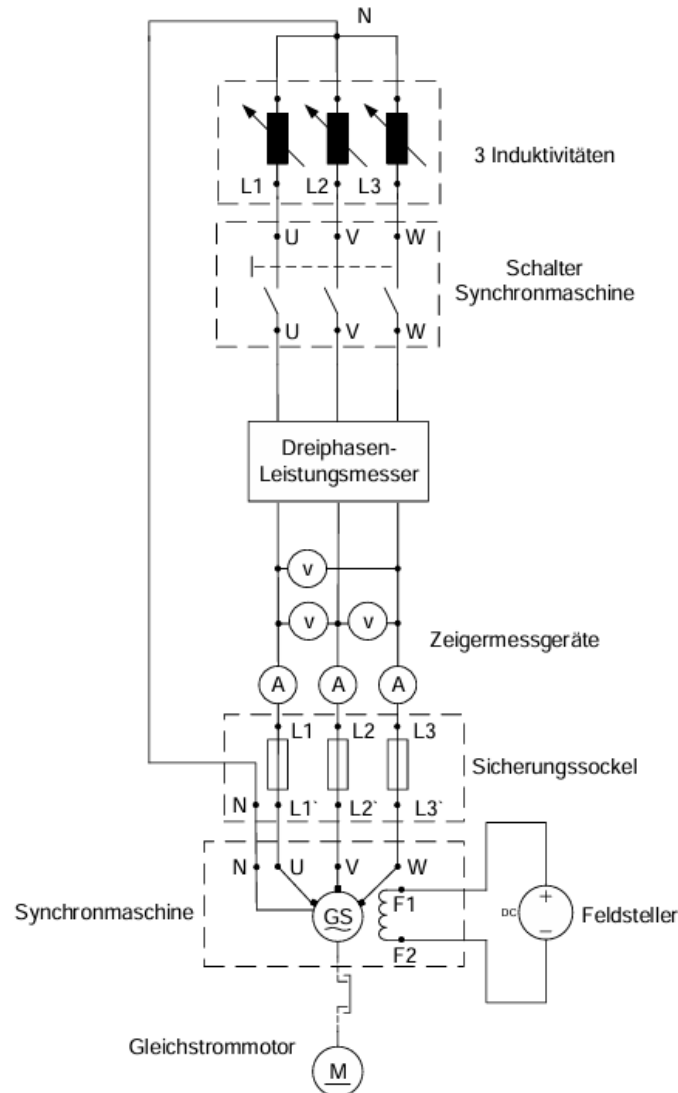 N
3 Induktivitäten
L1 L2 L3
U V W
Schalter
Synchronmaschine
U V W
Dreiphasen-
Leistungsmesser
v
v v
Zeigermessgeräte
A A A
L1 L2 L3
Sicherungssockel
N L1` L2` L3`
N U V W
Synchronmaschine
GS
F1
F2
DC
+
−
Feldsteller
Gleichstrommotor
M